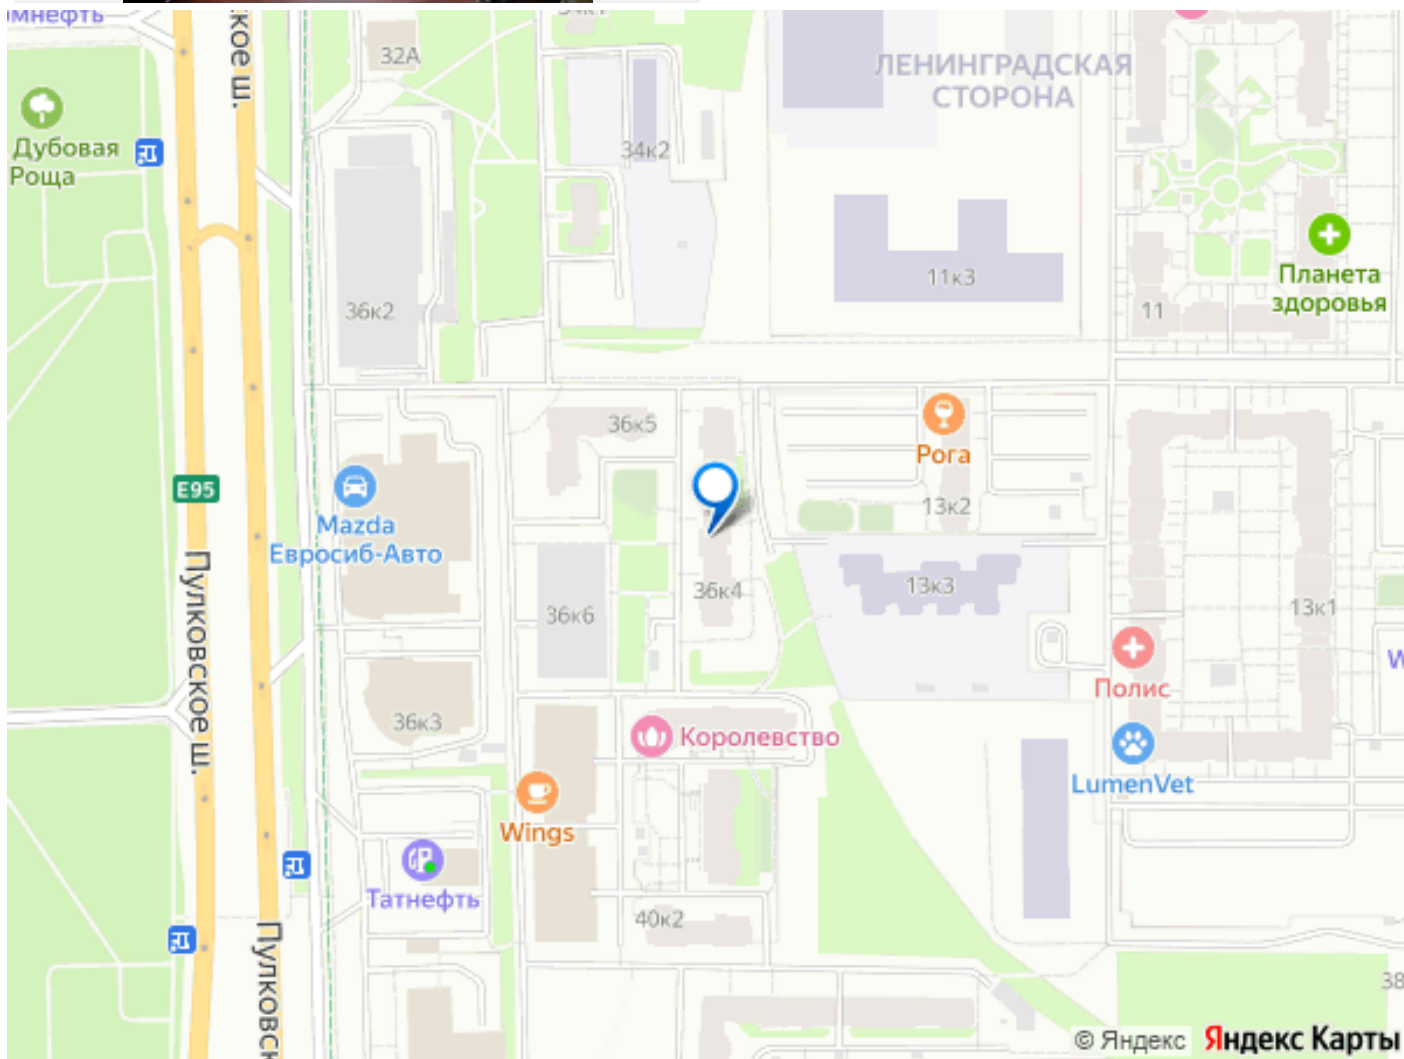 мнефть
кое ш.
32А
34к1
ЛЕНИНГРАДСКАЯ
СТОРОНА
Дубовая
Роща
34к2
11к3
Планета
здоровья
36к2
11
36к5
Рога
E95
Mazda
Евросиб-Авто
13к2
36к4
13к3
36к6
13к1
Пулковское ш.
Полис
W
36к3
Королевство
LumenVet
Wings
Татнефть
40к2
Пулковск
38
© Яндекс Яндекс Карты